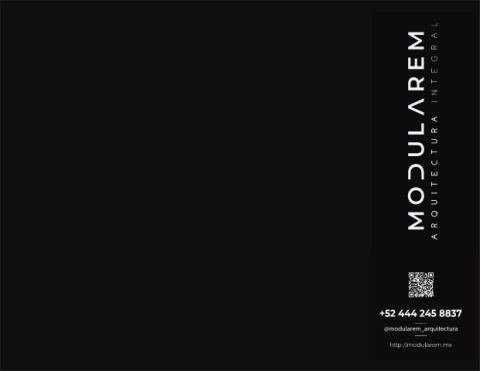 MODULAREM
ARQUITECTURA INTEGRAL
+52 444 245 8837
@modularem_arquitectura
http://modularem.mx